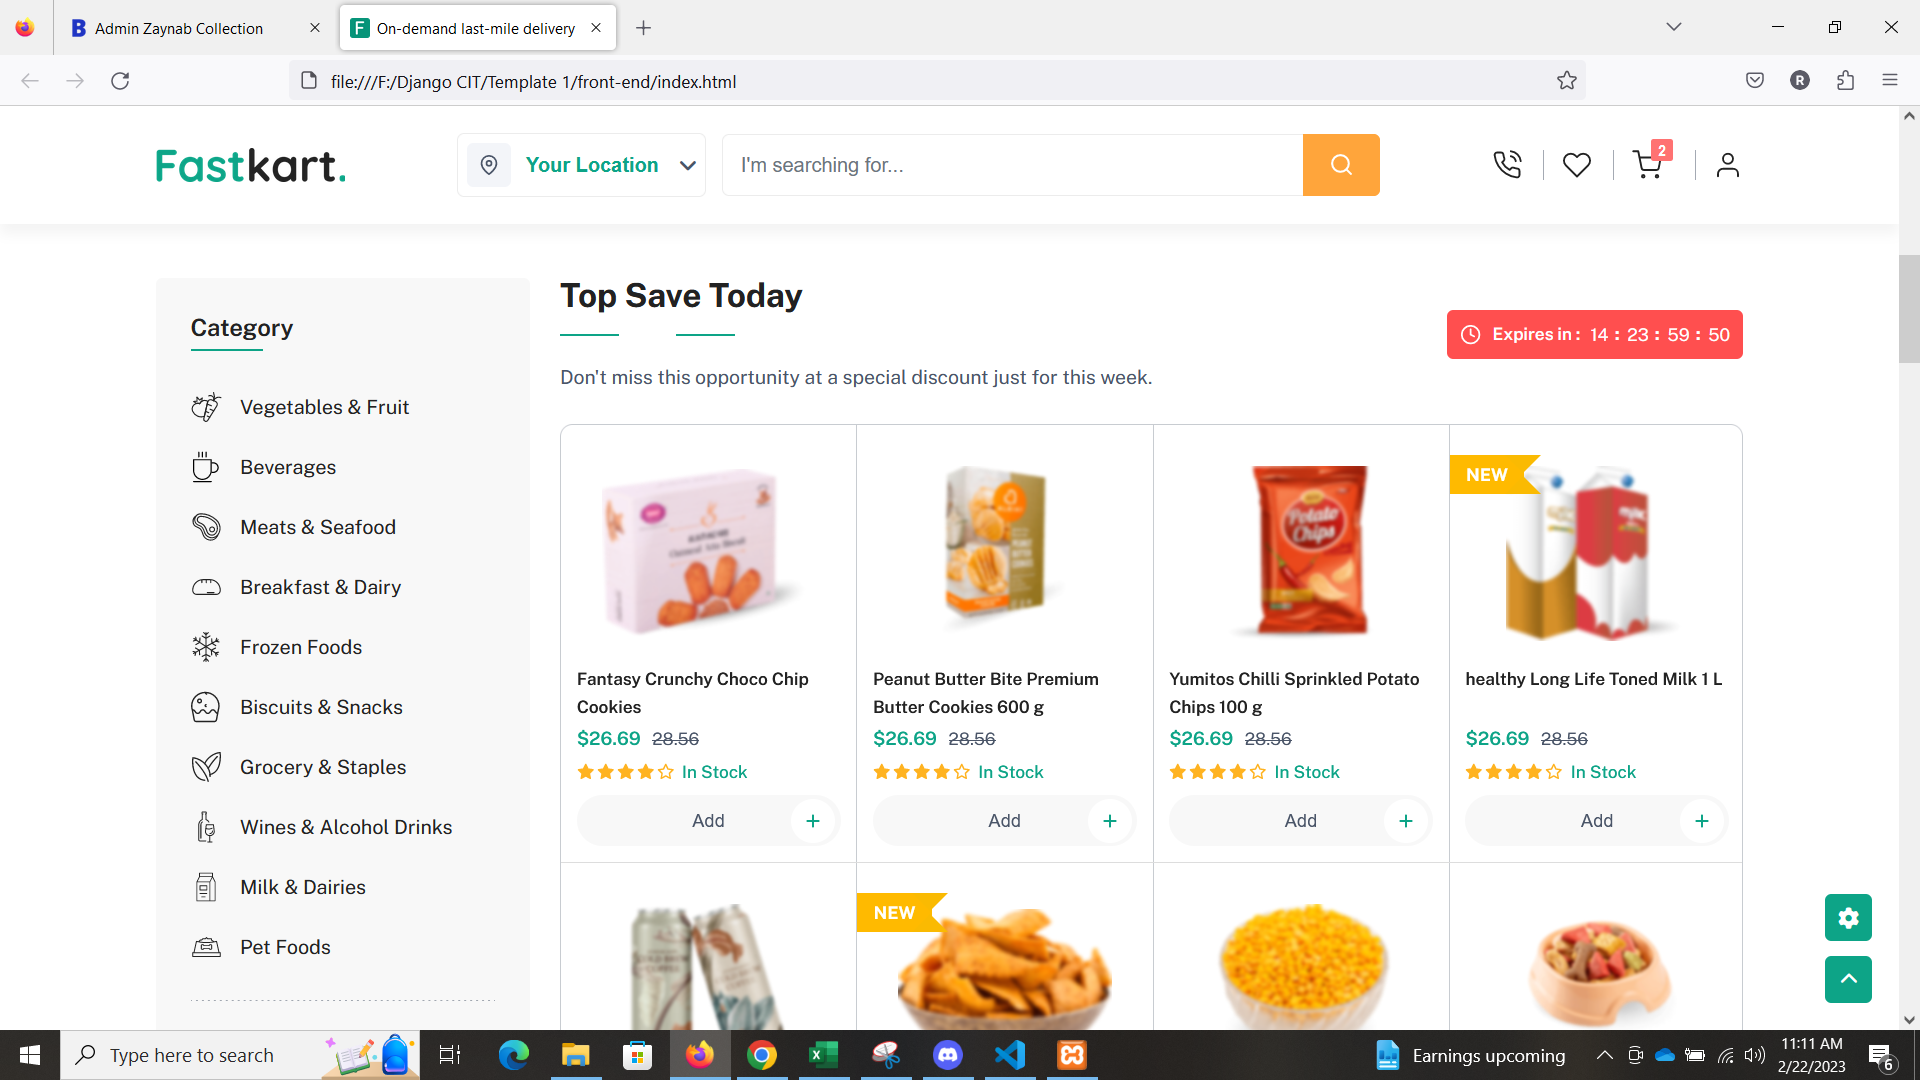 Admin Zaynab Collection
On-demand last-mile delivery
file:///F:/Django CIT/Template 1/front-end/index.html
R
Fastkart.
Your Location
I'm searching for...
2
Category
Vegetables & Fruit
Beverages
Meats & Seafood
Breakfast & Dairy
Frozen Foods
Biscuits & Snacks
Grocery & Staples
Wines & Alcohol Drinks
Milk & Dairies
Pet Foods
Top Save Today
Expires in : 14 : 23 : 59 : 50
Don't miss this opportunity at a special discount just for this week.
Potato
Chips
NEW
Fantasy Crunchy Choco Chip
Cookies
$26.69 28.56
In Stock
Add +
Peanut Butter Bite Premium
Butter Cookies 600 g
$26.69 28.56
In Stock
Add +
Yumitos Chilli Sprinkled Potato
Chips 100 g
$26.69 28.56
In Stock
Add +
healthy Long Life Toned Milk 1 L
$26.69 28.56
In Stock
Add +
NEW
Type here to search
Earnings upcoming
11:11 AM
2/22/2023
6